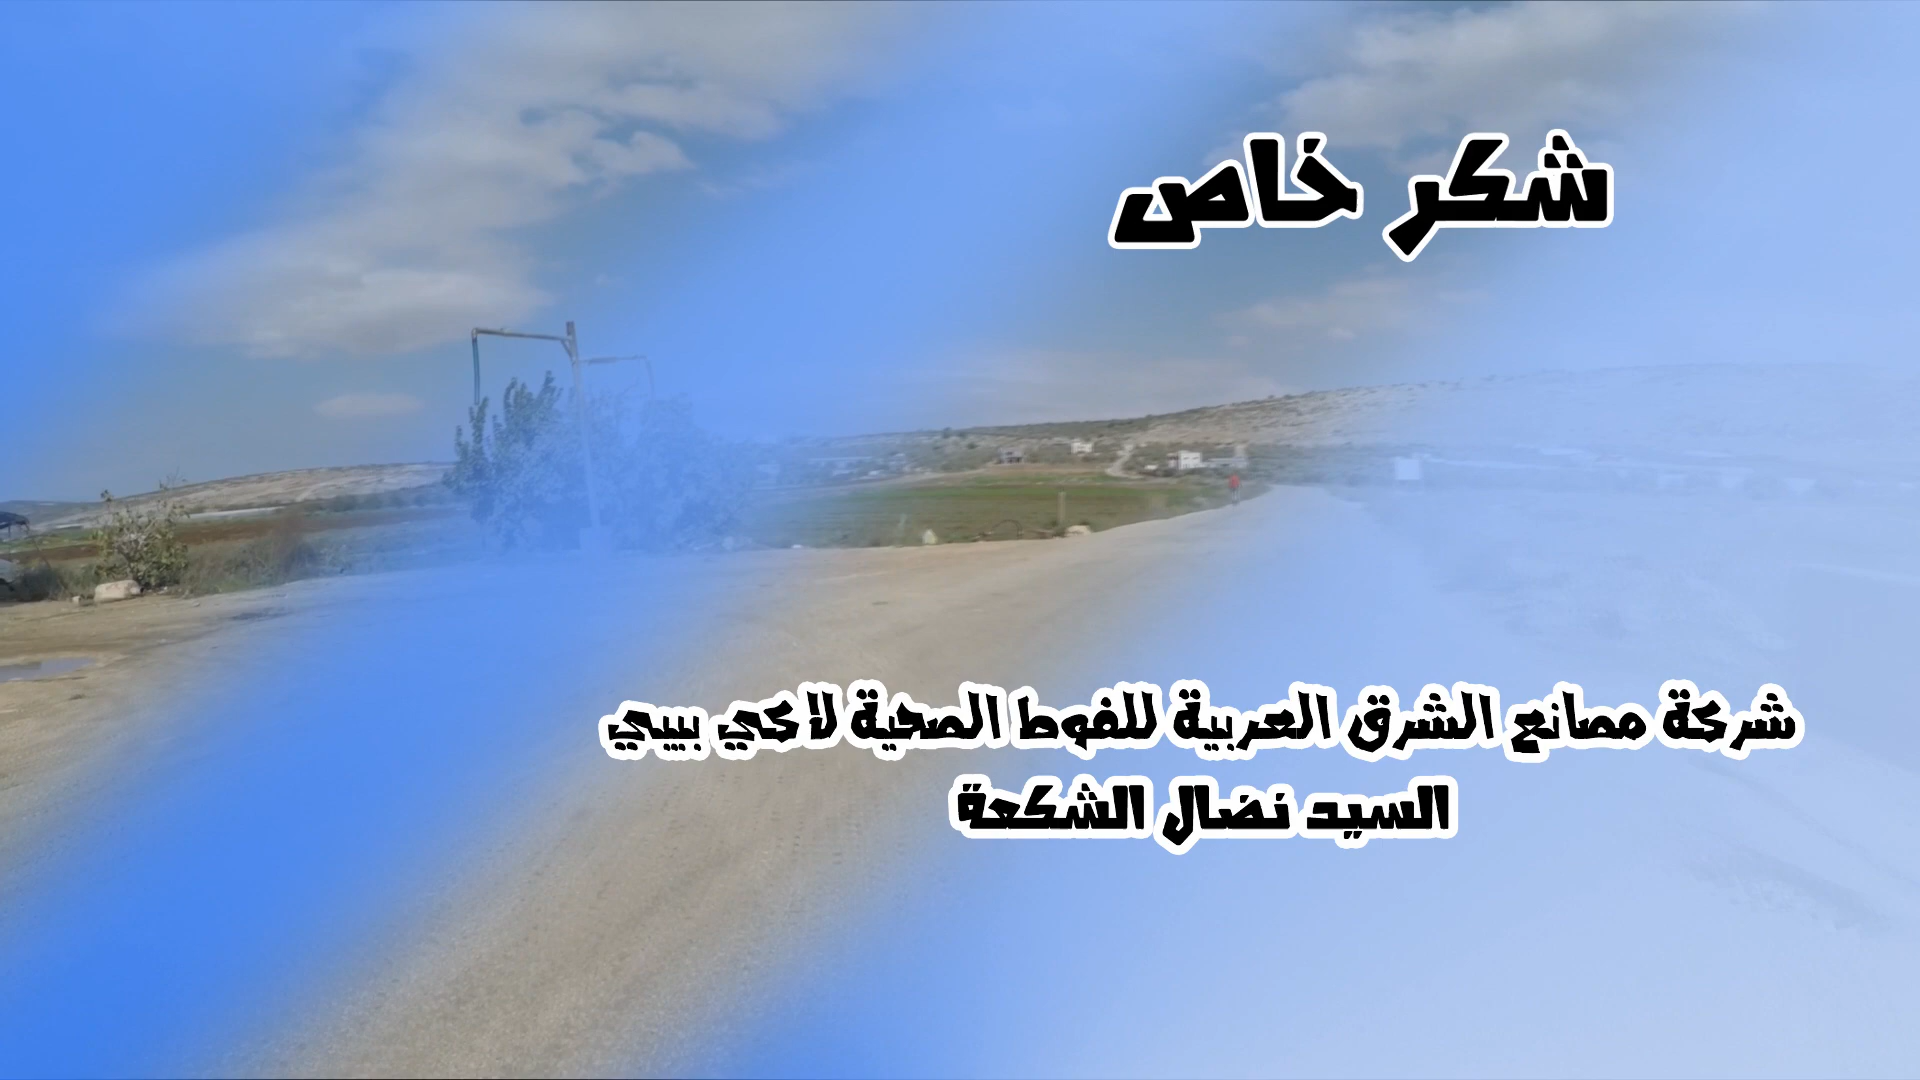 شكر خاص
شركة مصانع الشرق العربية للفوط الصحية لاكي بيبي
السيد نضال الشكعة